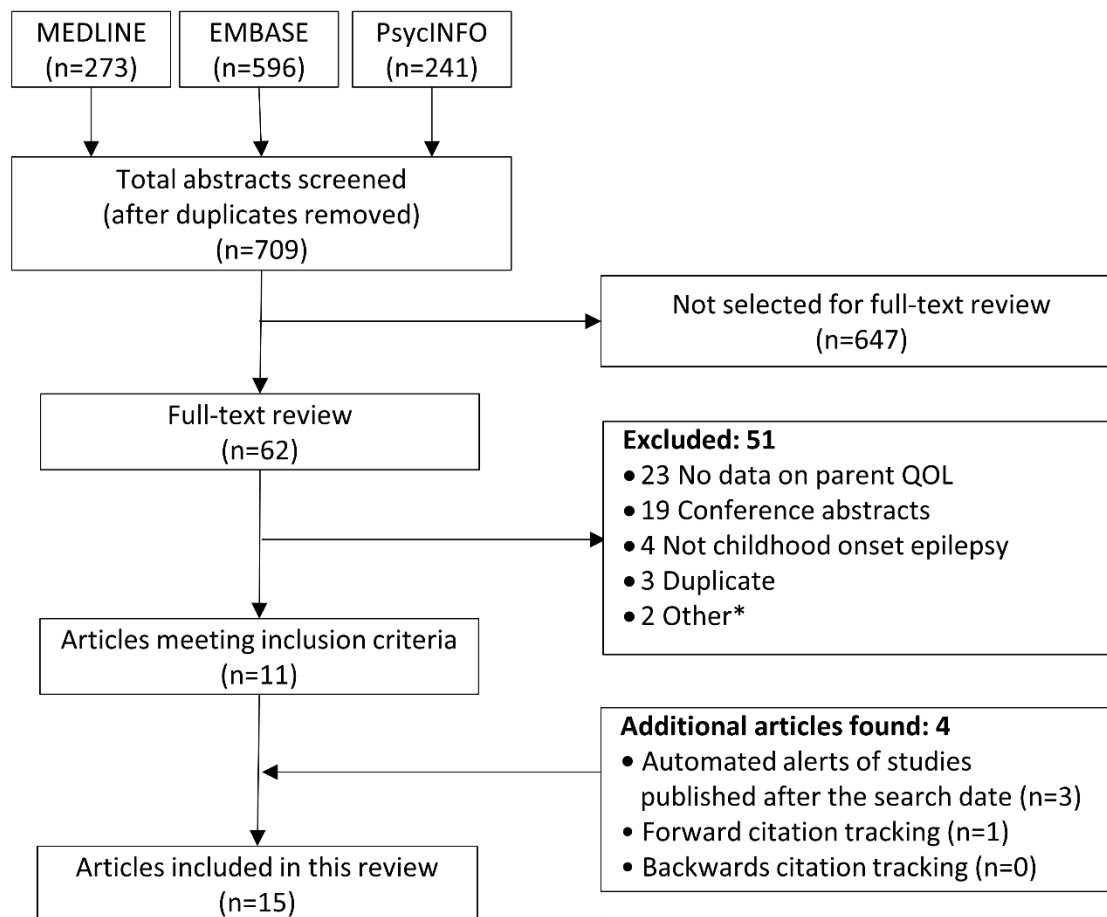 MEDLINE
(n=273)
EMBASE
(n=596)
PsycINFO
(n=241)
Total abstracts screened
(after duplicates removed)
(n=709)
Not selected for full-text review
(n=647)
Full-text review
(n=62)
Excluded: 51
• 23 No data on parent QOL
• 19 Conference abstracts
• 4 Not childhood onset epilepsy
• 3 Duplicate
• 2 Other*
Articles meeting inclusion criteria
(n=11)
Additional articles found: 4
• Automated alerts of studies
published after the search date (n=3)
• Forward citation tracking (n=1)
• Backwards citation tracking (n=0)
Articles included in this review
(n=15)